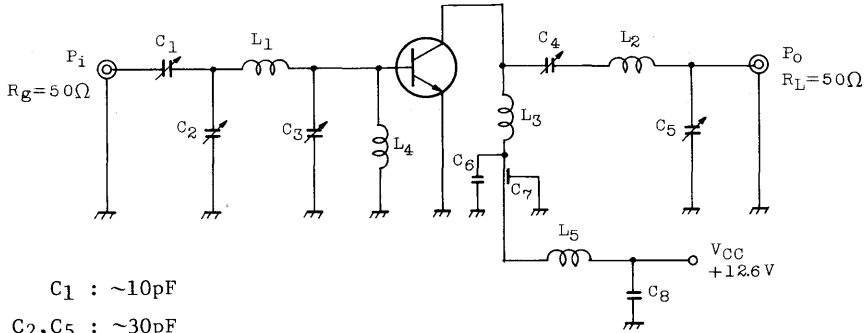 Pi
Rg=50Ω
C1
C2
L1
C3
L4
C4
L2
L3
C5
C6
C7
L5
C8
Po
RL=50Ω
VCC
+12.6V
C1 : ~10pF
C2,C5 : ~30pF